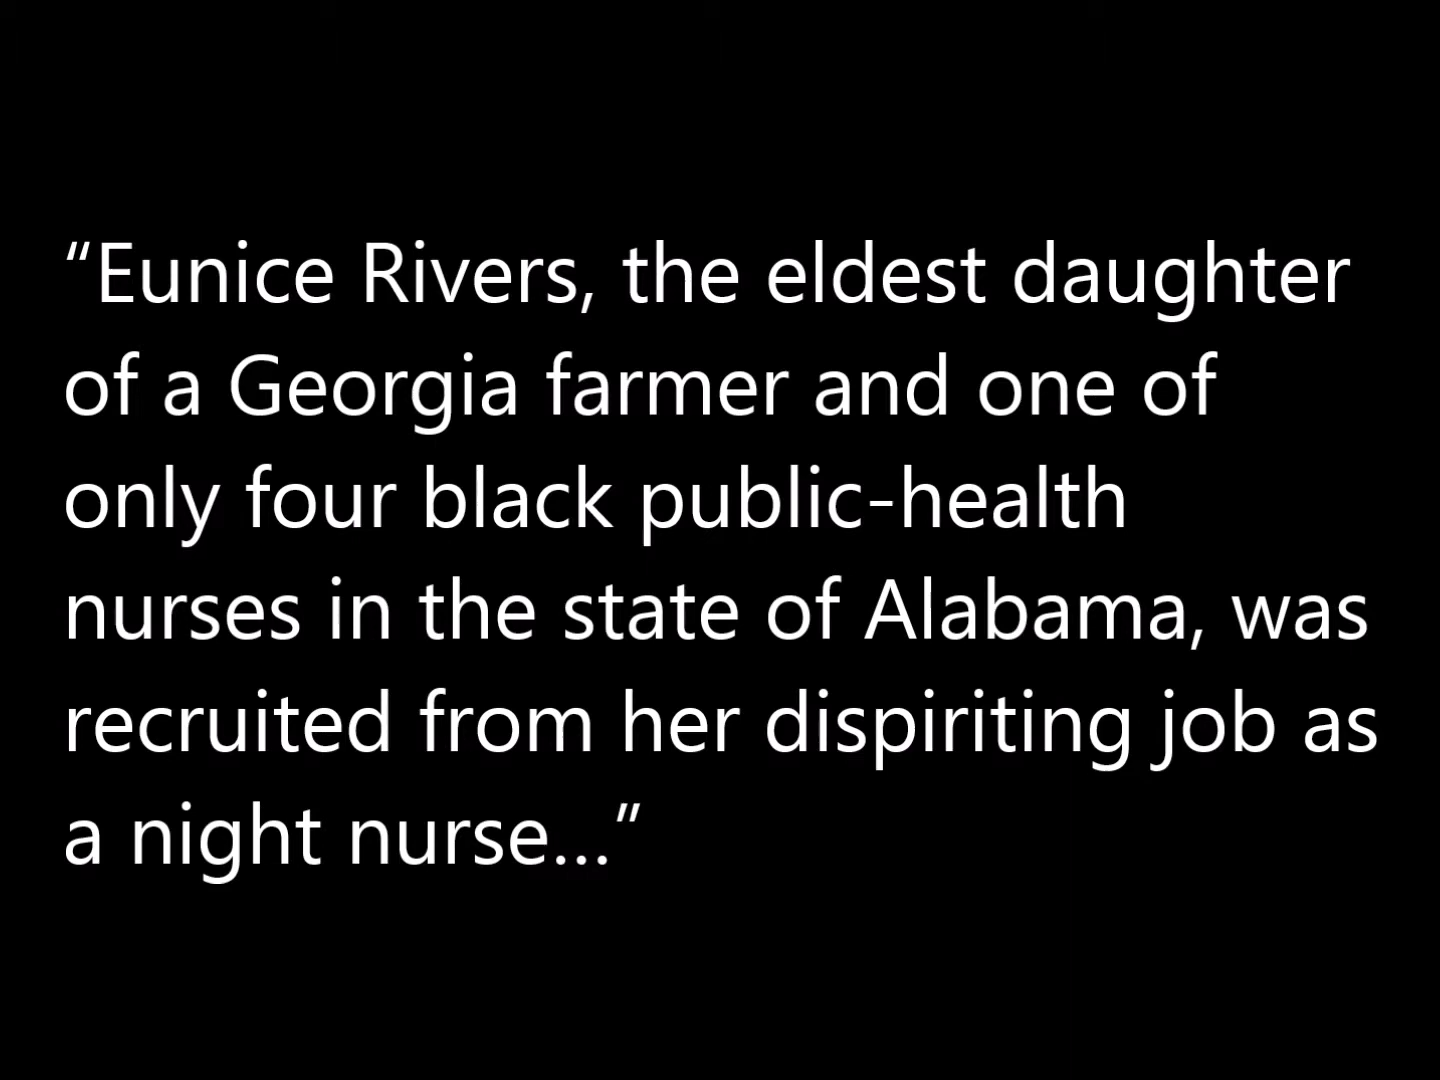 “Eunice Rivers, the eldest daughter
of a Georgia farmer and one of
only four black public-health
nurses in the state of Alabama, was
recruited from her dispiriting job as
a night nurse...”